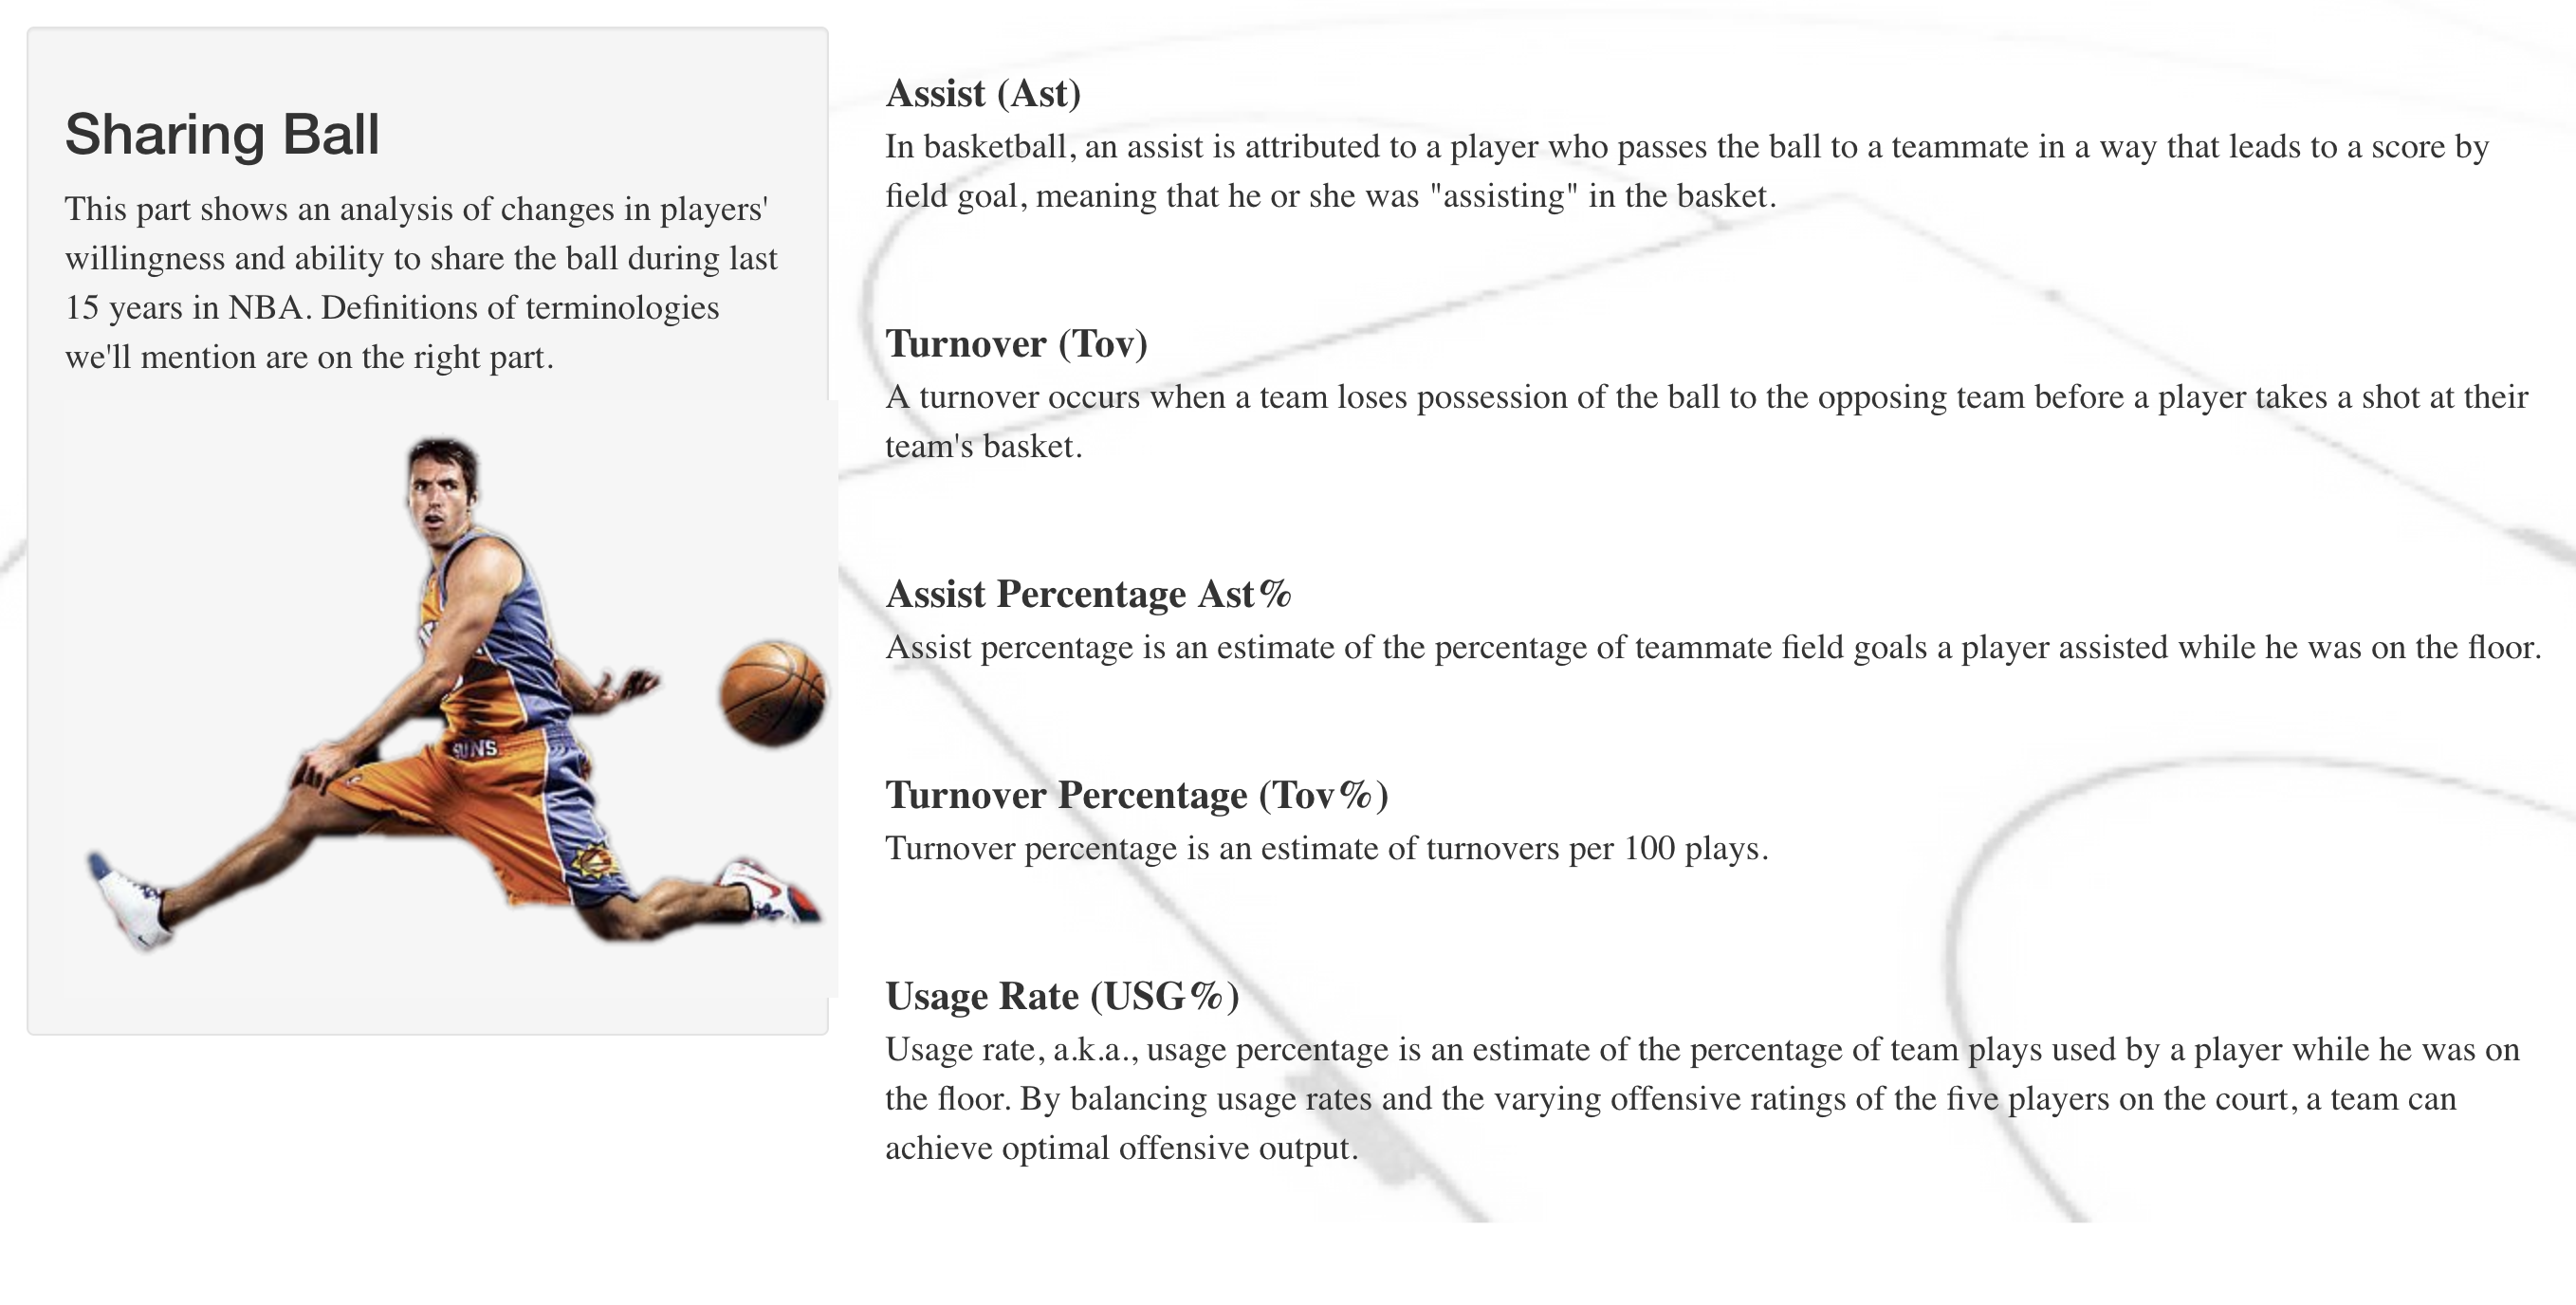 Sharing Ball
This part shows an analysis of changes in players'
willingness and ability to share the ball during last
15 years in NBA. Definitions of terminologies
we'll mention are on the right part.
SUNS
Assist (Ast)
In basketball, an assist is attributed to a player who passes the ball to a teammate in a way that leads to a score by
field goal, meaning that he or she was "assisting" in the basket.
Turnover (Tov)
A turnover occurs when a team loses possession of the ball to the opposing team before a player takes a shot at their
team's basket.
Assist Percentage Ast%
Assist percentage is an estimate of the percentage of teammate field goals a player assisted while he was on the floor.
Turnover Percentage (Tov%)
Turnover percentage is an estimate of turnovers per 100 plays.
Usage Rate (USG%)
Usage rate, a.k.a., usage percentage is an estimate of the percentage of team plays used by a player while he was on
the floor. By balancing usage rates and the varying offensive ratings of the five players on the court, a team can
achieve optimal offensive output.